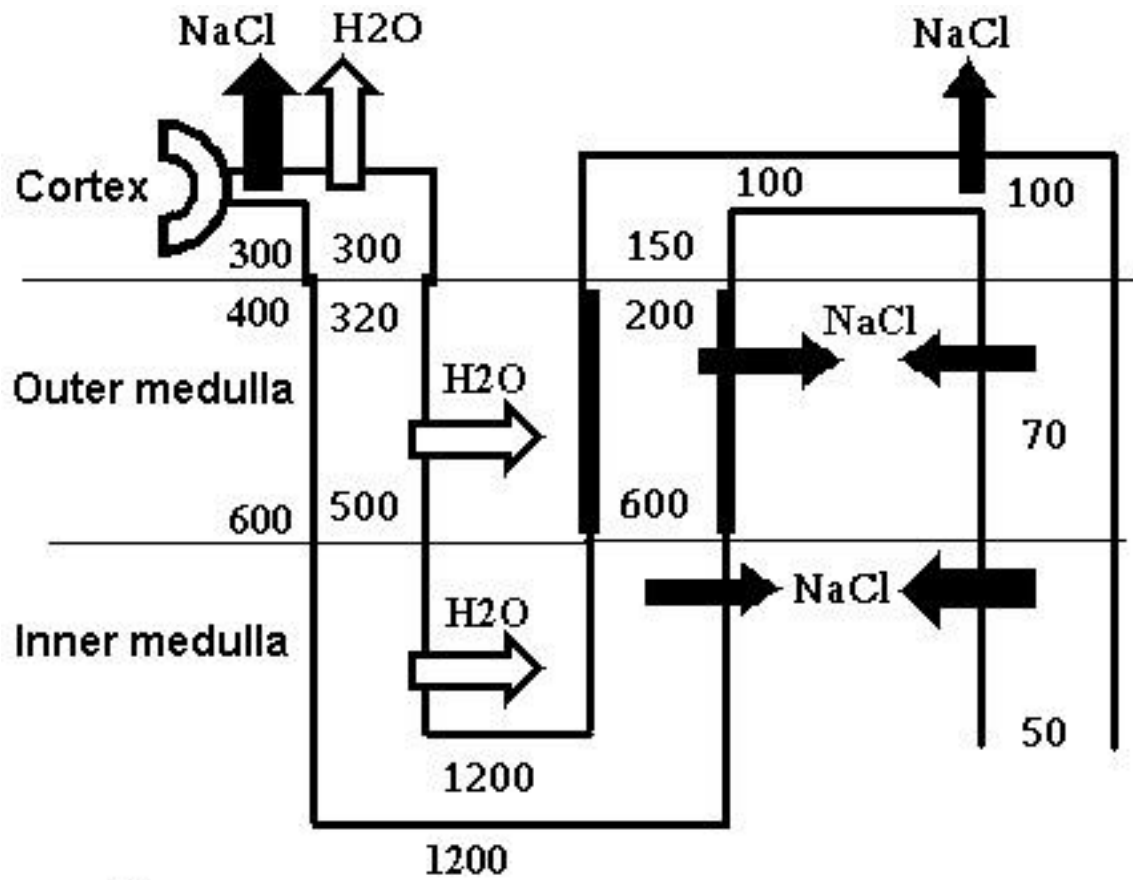 NaCl H2O NaCl
Cortex 100 100
300 300 150
400 320 200 NaCl
Outer medulla H2O
70
600 500 600
NaCl
Inner medulla H2O
50
1200
1200